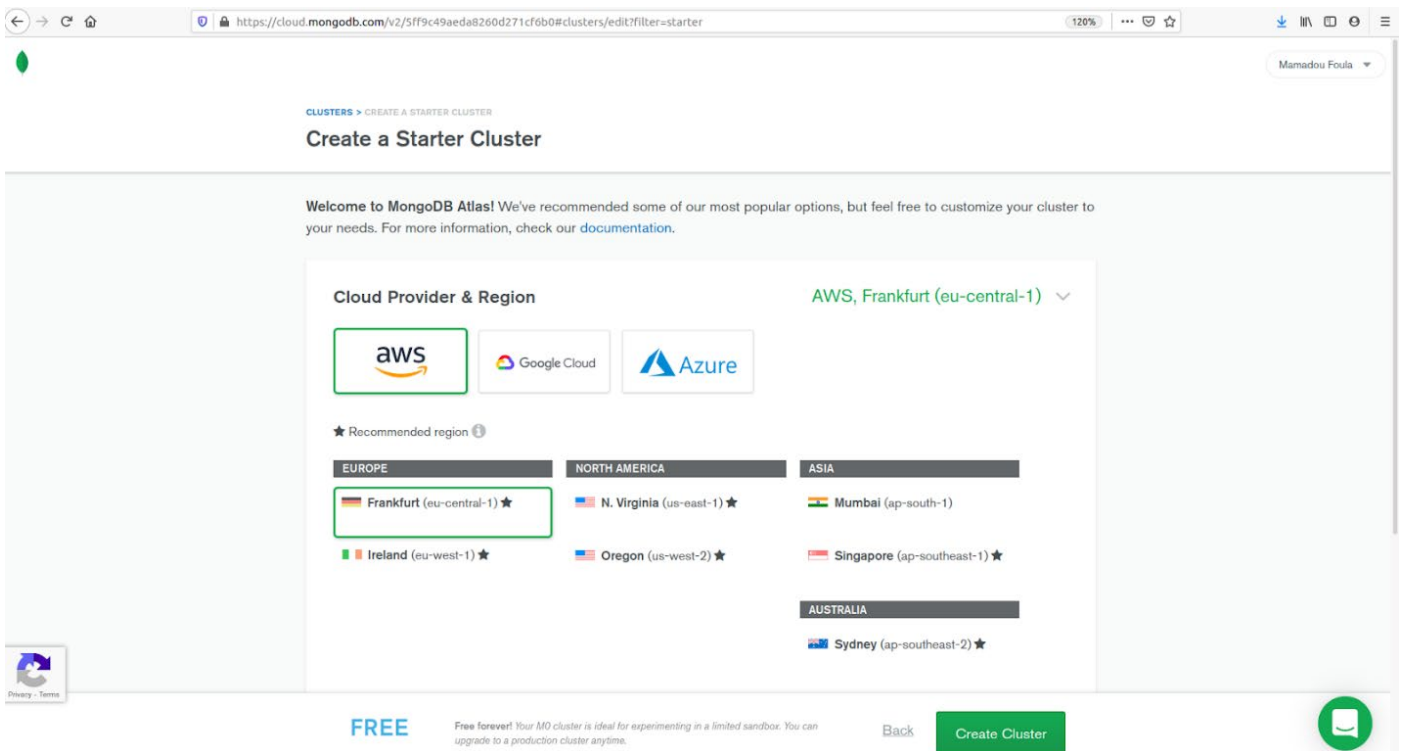 https://cloud.mongodb.com/v2/5ff9c49aeda8260d271cf6b0#clusters/edit?filter=starter
120%
Mamadou Foula
CLUSTERS > CREATE A STARTER CLUSTER
Create a Starter Cluster
Welcome to MongoDB Atlas! We've recommended some of our most popular options, but feel free to customize your cluster to
your needs. For more information, check our documentation.
Cloud Provider & Region
AWS, Frankfurt (eu-central-1)
aws
Google Cloud
Azure
Recommended region
EUROPE
NORTH AMERICA
ASIA
Frankfurt (eu-central-1)
N. Virginia (us-east-1)
Mumbai (ap-south-1)
Ireland (eu-west-1)
Oregon (us-west-2)
Singapore (ap-southeast-1)
AUSTRALIA
Sydney (ap-southeast-2)
Privacy - Terms
FREE
Free forever! Your M0 cluster is ideal for experimenting in a limited sandbox. You can
upgrade to a production cluster anytime.
Back
Create Cluster